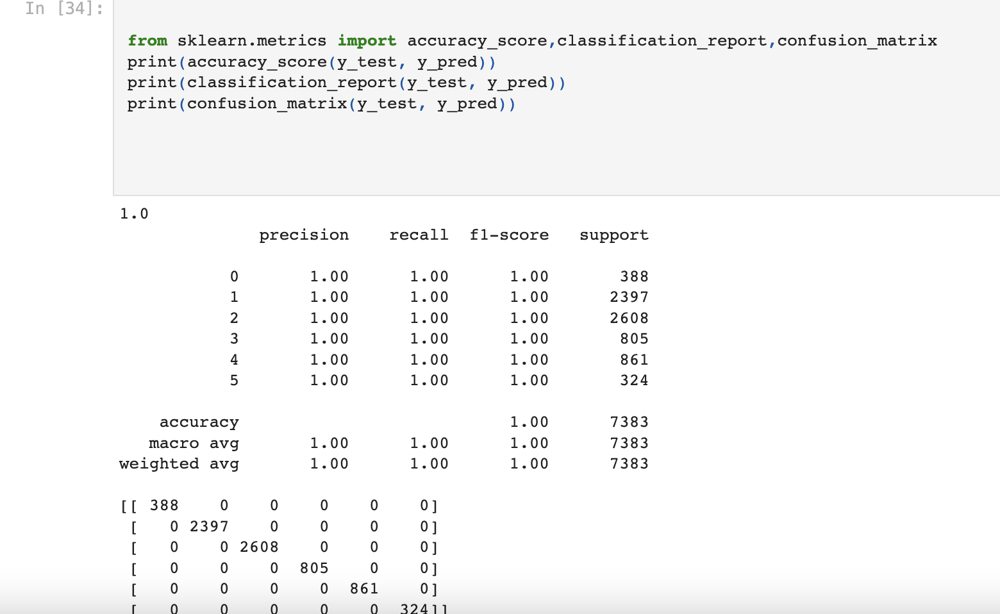 In [34]:
from sklearn.metrics import accuracy_score,classification_report,confusion_matrix
print(accuracy_score(y_test, y_pred))
print(classification_report(y_test, y_pred))
print(confusion_matrix(y_test, y_pred))
1.0
precision recall f1-score support
0 1.00 1.00 1.00 388
1 1.00 1.00 1.00 2397
2 1.00 1.00 1.00 2608
3 1.00 1.00 1.00 805
4 1.00 1.00 1.00 861
5 1.00 1.00 1.00 324
accuracy 1.00 7383
macro avg 1.00 1.00 1.00 7383
weighted avg 1.00 1.00 1.00 7383
[[ 388 0 0 0 0 0]
[ 0 2397 0 0 0 0]
[ 0 0 2608 0 0 0]
[ 0 0 0 805 0 0]
[ 0 0 0 0 861 0]
[ 0 0 0 0 0 324]]